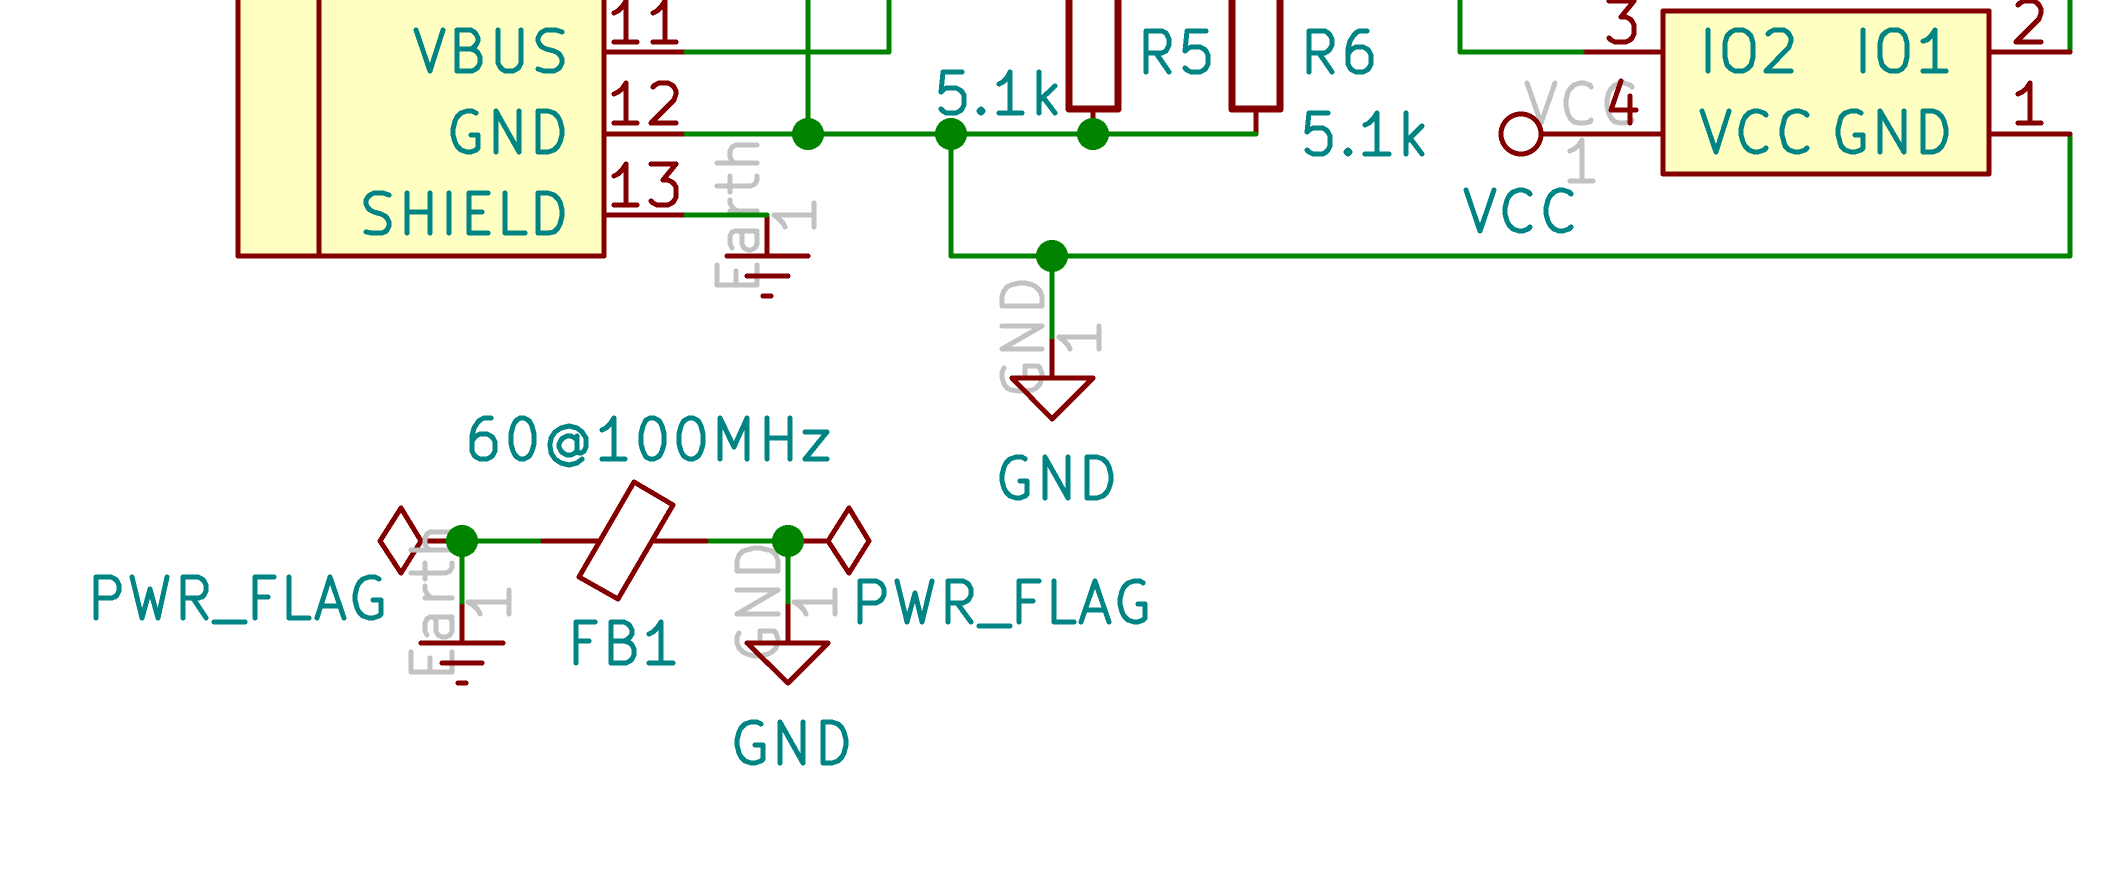 11
VBUS
12
GND
13
SHIELD
Earth
1
5.1k
R5
R6
5.1k
3
IO2
IO1
2
VCC
4
VCC
GND
1
1
VCC
GND
1
GND
60@100MHz
PWR_FLAG
Earth
1
FB1
GND
1
PWR_FLAG
GND